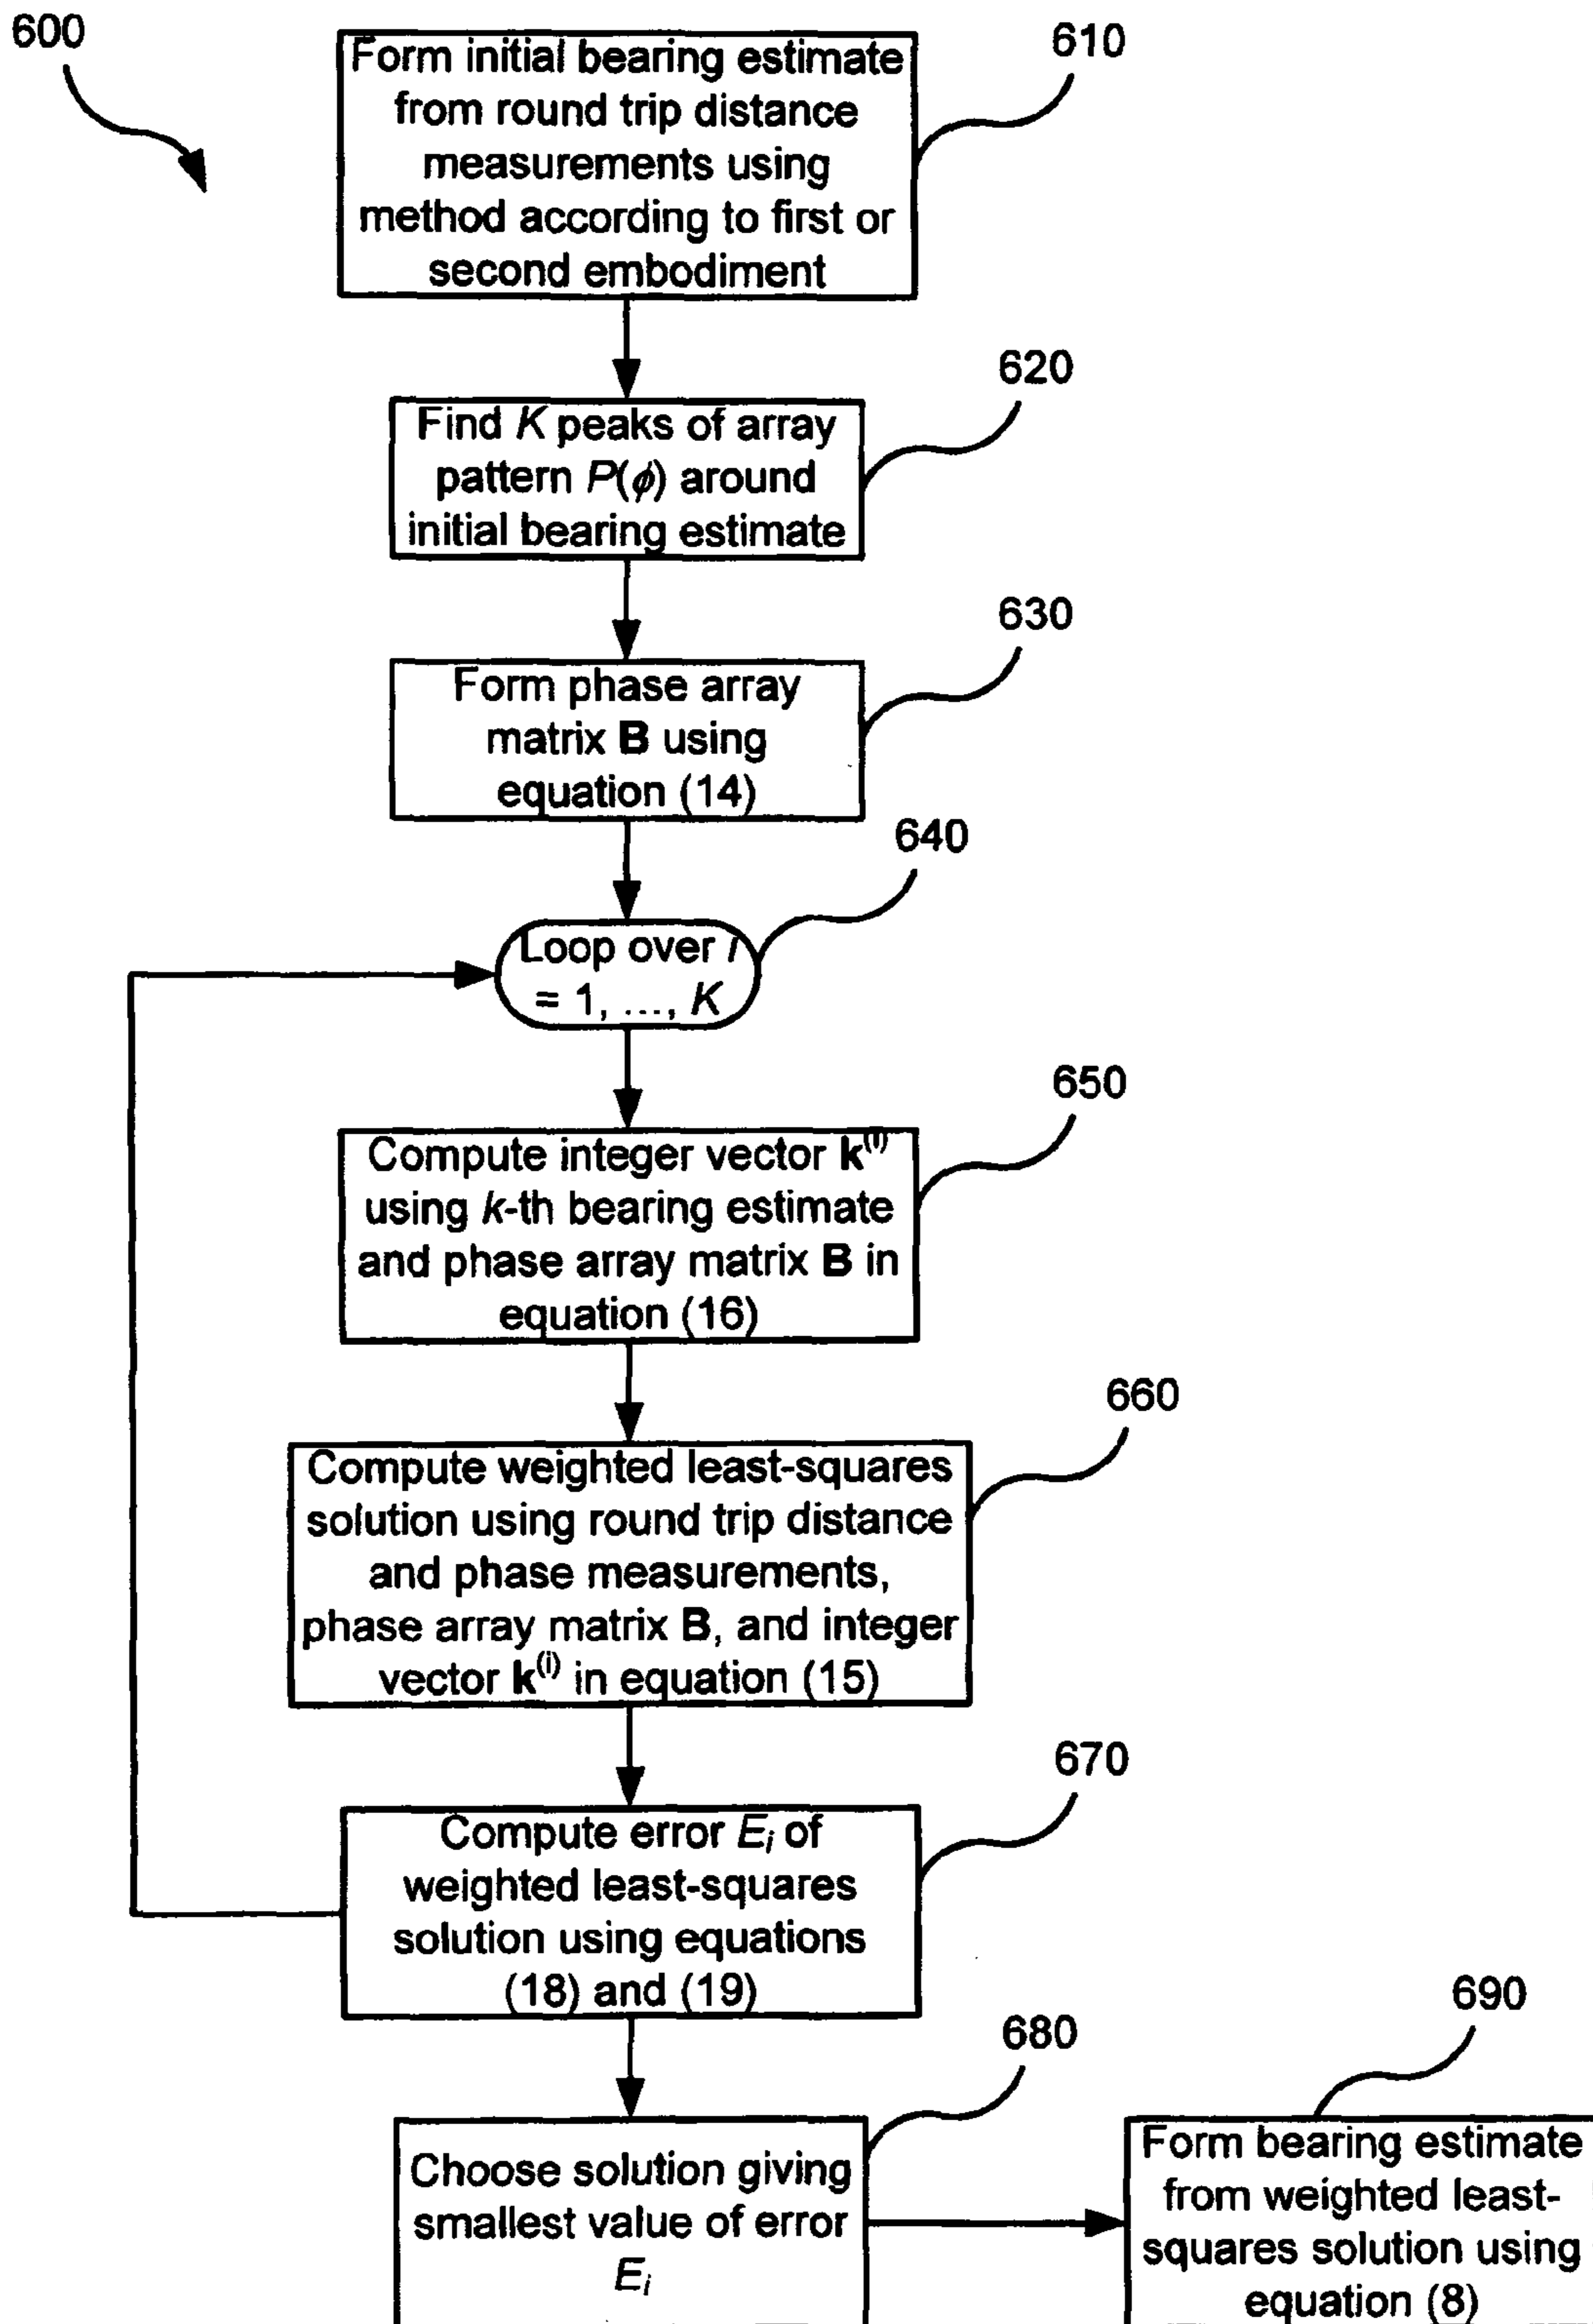 600
Form initial bearing estimate
from round trip distance
measurements using
method according to first or
second embodiment
610
Find K peaks of array
pattern P(ϕ) around
initial bearing estimate
620
Form phase array
matrix B using
equation (14)
630
Loop over i
= 1, ..., K
640
Compute integer vector k⁽ⁱ⁾
using k-th bearing estimate
and phase array matrix B in
equation (16)
650
Compute weighted least-squares
solution using round trip distance
and phase measurements,
phase array matrix B, and integer
vector k⁽ⁱ⁾ in equation (15)
660
Compute error Eᵢ of
weighted least-squares
solution using equations
(18) and (19)
670
Choose solution giving
smallest value of error
Eᵢ
680
Form bearing estimate
from weighted least-
squares solution using
equation (8)
690